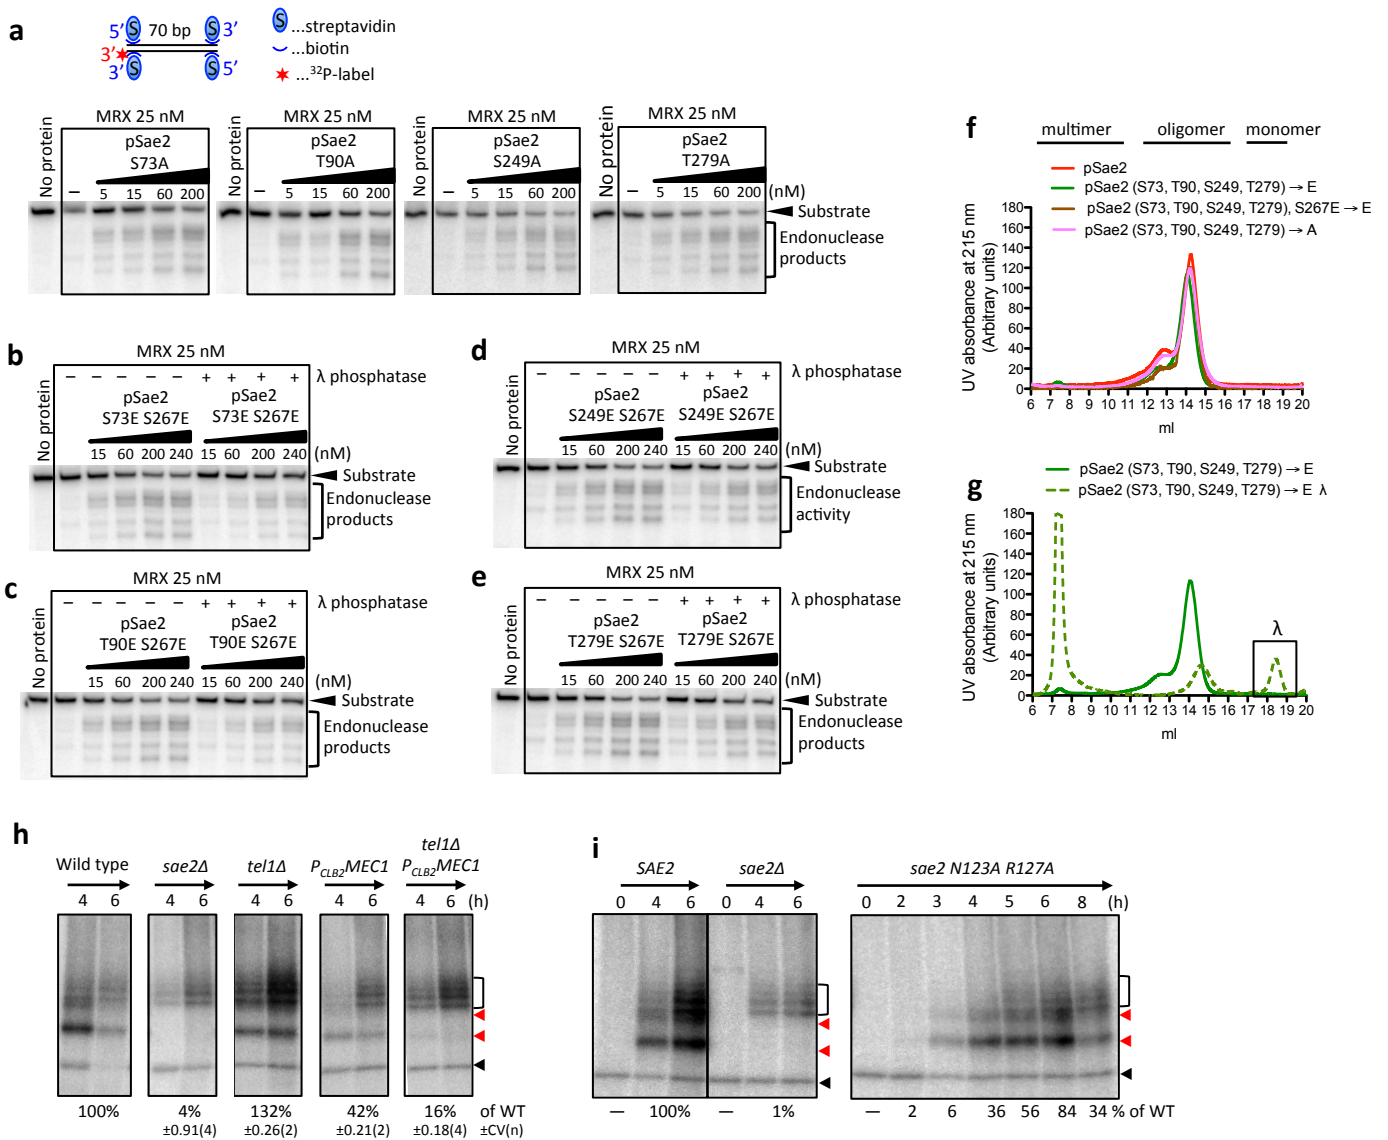 a
5′ S 70 bp S 3′
3′
3′ S S 5′
S ...streptavidin
...biotin
...³²P-label
No protein
MRX 25 nM
pSae2
S73A
– 5 15 60 200
No protein
MRX 25 nM
pSae2
T90A
– 5 15 60 200
No protein
MRX 25 nM
pSae2
S249A
– 5 15 60 200
No protein
MRX 25 nM
pSae2
T279A
– 5 15 60 200 (nM)
Substrate
Endonuclease
products
b
MRX 25 nM
No protein
– – – – – + + + + λ phosphatase
pSae2 pSae2
S73E S267E S73E S267E
15 60 200 240 15 60 200 240 (nM)
Substrate
Endonuclease
products
c
MRX 25 nM
No protein
– – – – – + + + + λ phosphatase
pSae2 pSae2
T90E S267E T90E S267E
15 60 200 240 15 60 200 240 (nM)
Substrate
Endonuclease
products
d
MRX 25 nM
No protein
– – – – – + + + + λ phosphatase
pSae2 pSae2
S249E S267E S249E S267E
15 60 200 240 15 60 200 240 (nM)
Substrate
Endonuclease
activity
e
MRX 25 nM
No protein
– – – – – + + + + λ phosphatase
pSae2 pSae2
T279E S267E T279E S267E
15 60 200 240 15 60 200 240 (nM)
Substrate
Endonuclease
products
f
multimer oligomer monomer
pSae2
pSae2 (S73, T90, S249, T279) → E
pSae2 (S73, T90, S249, T279), S267E → E
pSae2 (S73, T90, S249, T279) → A
UV absorbance at 215 nm
(Arbitrary units)
180
160
140
120
100
80
60
40
20
0
6 7 8 9 10 11 12 13 14 15 16 17 18 19 20
ml
g
pSae2 (S73, T90, S249, T279) → E
pSae2 (S73, T90, S249, T279) → E λ
UV absorbance at 215 nm
(Arbitrary units)
180
160
140
120
100
80
60
40
20
0
λ
6 7 8 9 10 11 12 13 14 15 16 17 18 19 20
ml
h
Wild type sae2Δ tel1Δ P_CLB2MEC1 tel1Δ
P_CLB2MEC1
4 6 4 6 4 6 4 6 4 6 (h)
100% 4% 132% 42% 16% of WT
±0.91(4) ±0.26(2) ±0.21(2) ±0.18(4) ±CV(n)
i
SAE2 sae2Δ sae2 N123A R127A
0 4 6 0 4 6 0 2 3 4 5 6 8 (h)
– 100% – 1% – 2 6 36 56 84 34 % of WT